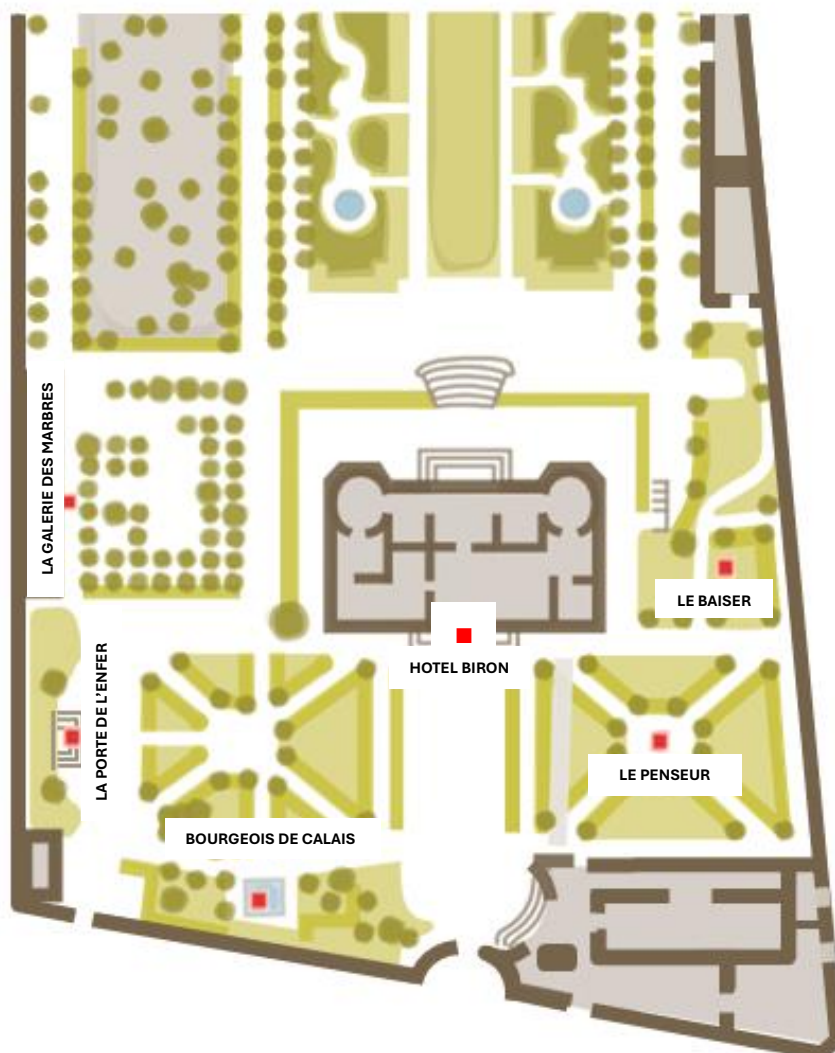 LA GALERIE DES MARBRES
LE BAISER
HOTEL BIRON
LA PORTE DE L'ENFER
LE PENSEUR
BOURGEOIS DE CALAIS